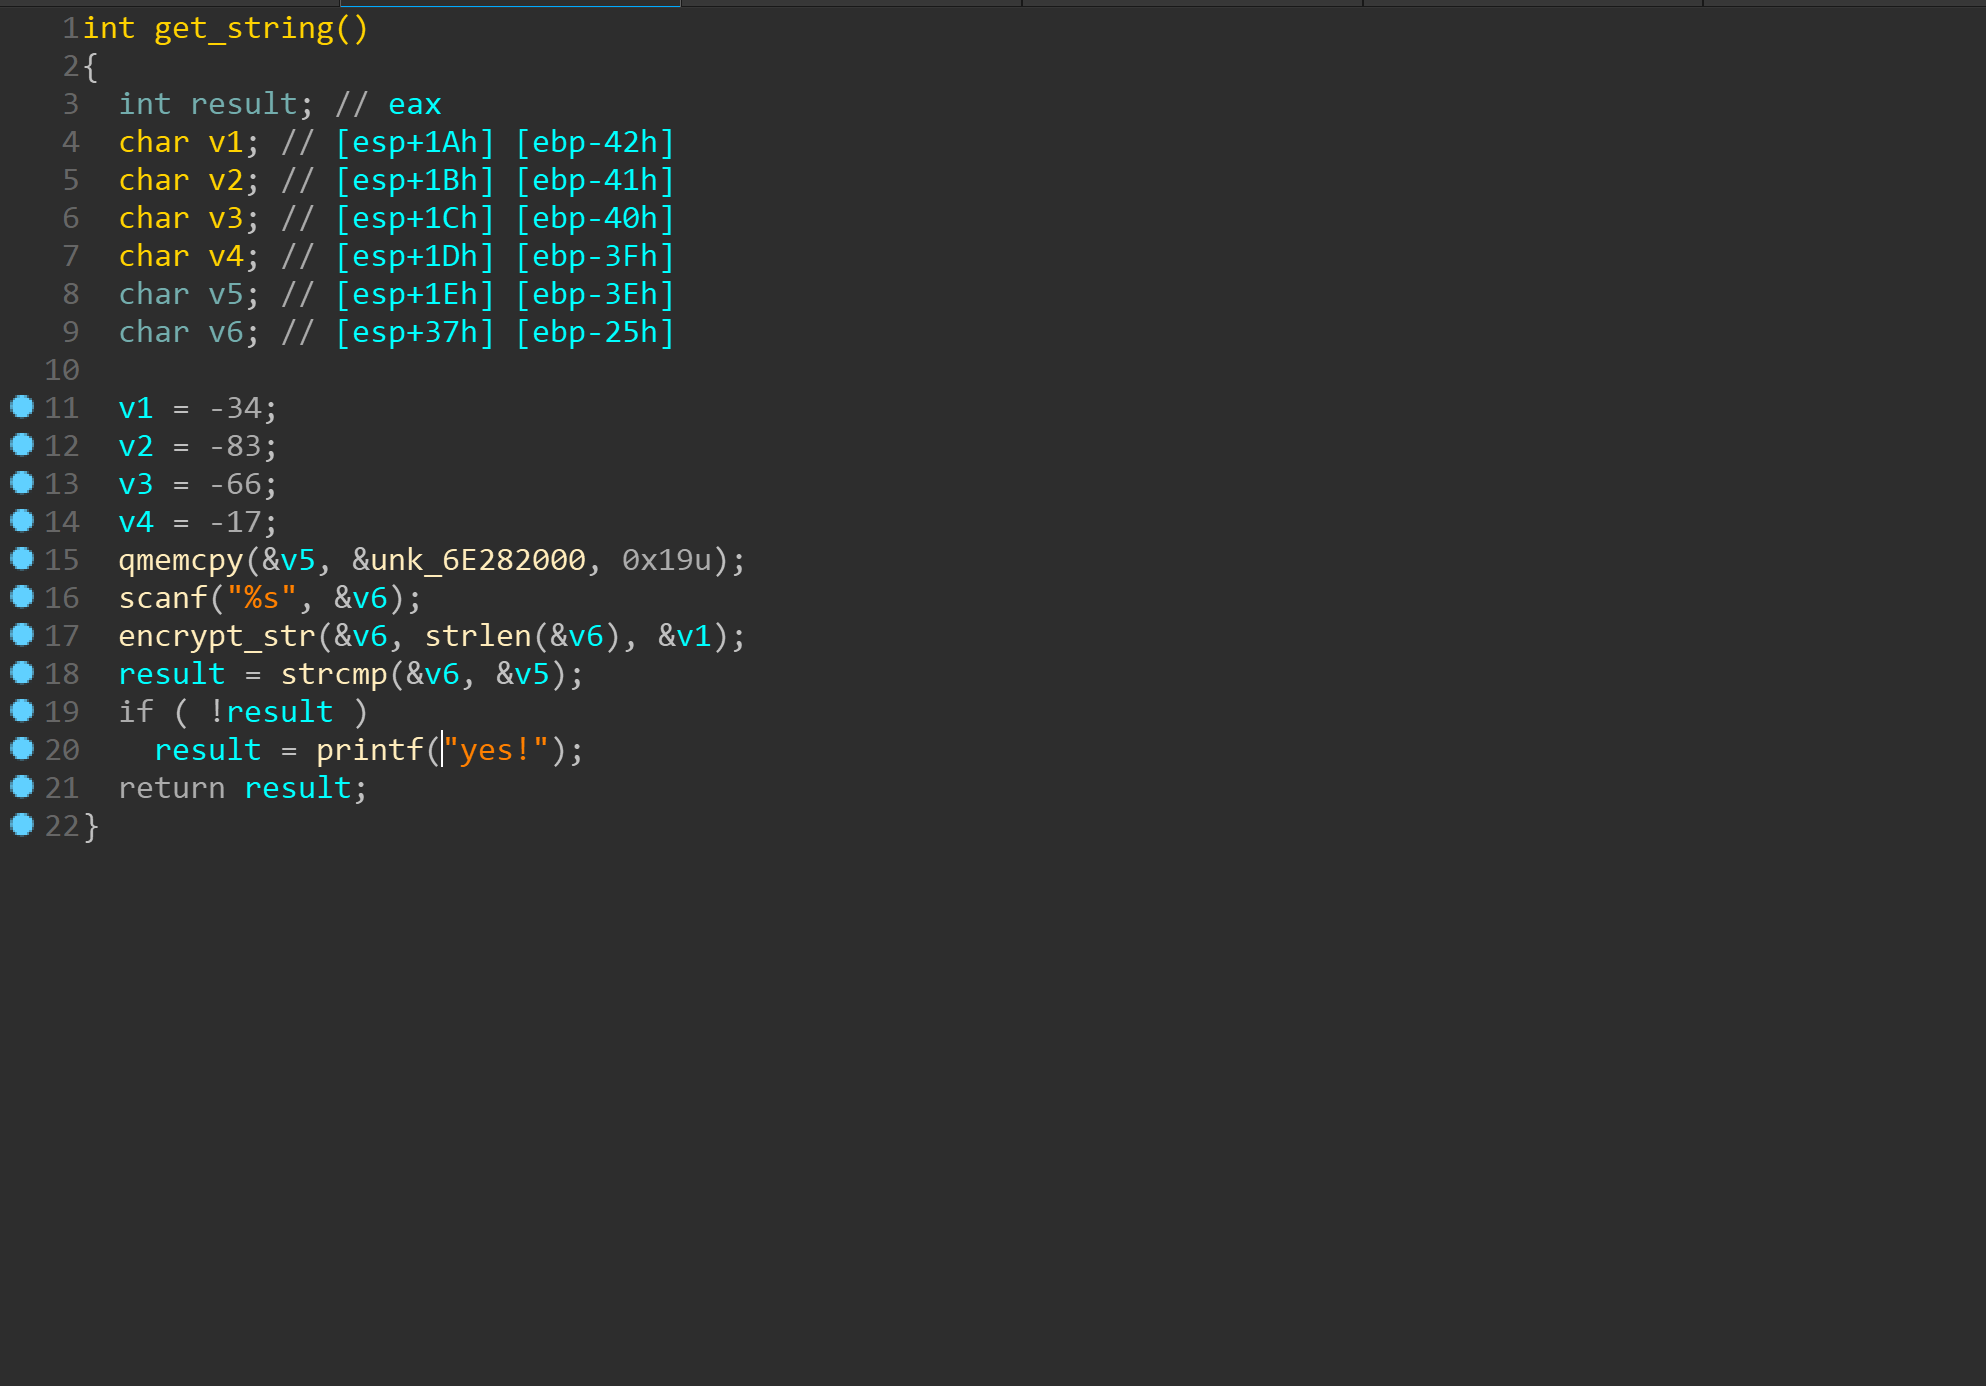 1 int get_string()
2 {
3   int result; // eax
4   char v1; // [esp+1Ah] [ebp-42h]
5   char v2; // [esp+1Bh] [ebp-41h]
6   char v3; // [esp+1Ch] [ebp-40h]
7   char v4; // [esp+1Dh] [ebp-3Fh]
8   char v5; // [esp+1Eh] [ebp-3Eh]
9   char v6; // [esp+37h] [ebp-25h]
10
11   v1 = -34;
12   v2 = -83;
13   v3 = -66;
14   v4 = -17;
15   qmemcpy(&v5, &unk_6E282000, 0x19u);
16   scanf("%s", &v6);
17   encrypt_str(&v6, strlen(&v6), &v1);
18   result = strcmp(&v6, &v5);
19   if ( !result )
20     result = printf("yes!");
21   return result;
22 }